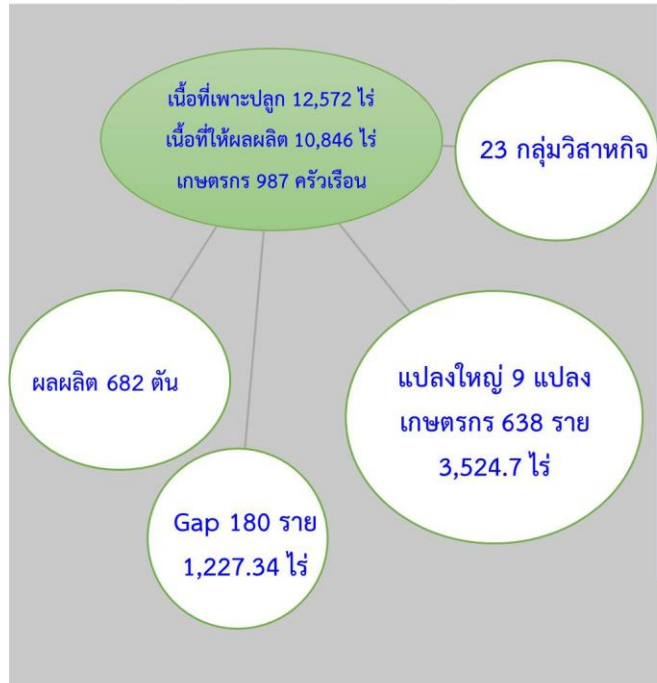 เนื้อที่เพาะปลูก 12,572 ไร่
เนื้อที่ให้ผลผลิต 10,846 ไร่
เกษตรกร 987 ครัวเรือน
23 กลุ่มวิสาหกิจ
ผลผลิต 682 ตัน
แปลงใหญ่ 9 แปลง
เกษตรกร 638 ราย
3,524.7 ไร่
Gap 180 ราย
1,227.34 ไร่